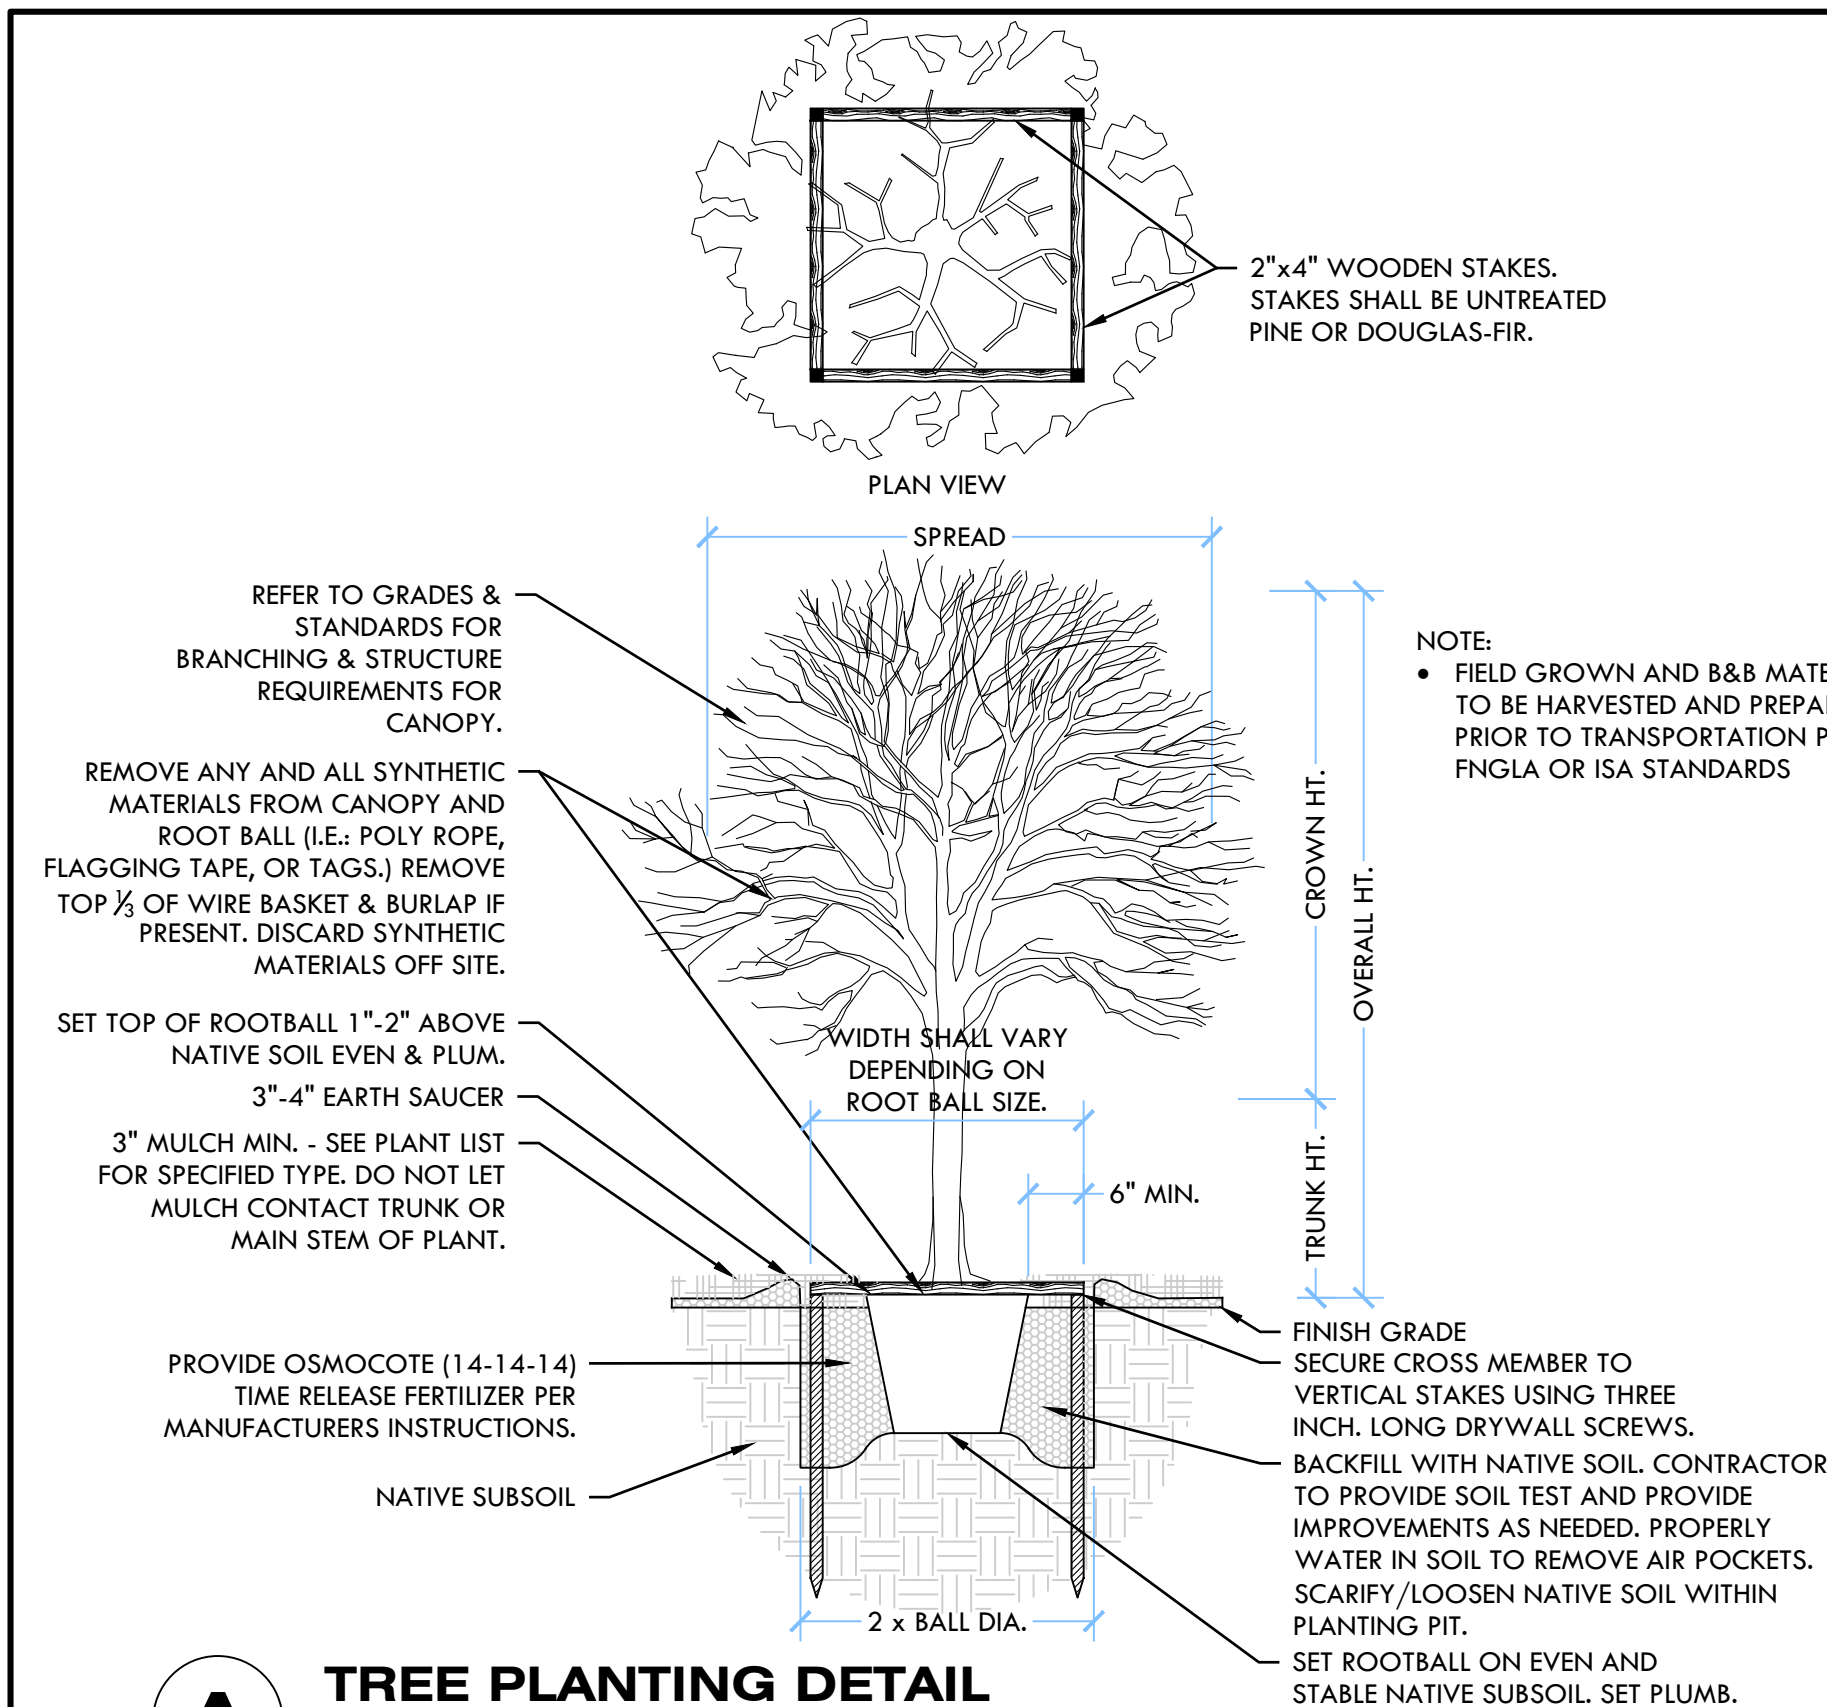 2"x4" WOODEN STAKES.
STAKES SHALL BE UNTREATED
PINE OR DOUGLAS-FIR.
PLAN VIEW
SPREAD
REFER TO GRADES &
STANDARDS FOR
BRANCHING & STRUCTURE
REQUIREMENTS FOR
CANOPY.
REMOVE ANY AND ALL SYNTHETIC
MATERIALS FROM CANOPY AND
ROOT BALL (I.E.: POLY ROPE,
FLAGGING TAPE, OR TAGS.) REMOVE
TOP ⅓ OF WIRE BASKET & BURLAP IF
PRESENT. DISCARD SYNTHETIC
MATERIALS OFF SITE.
SET TOP OF ROOTBALL 1"-2" ABOVE
NATIVE SOIL EVEN & PLUM.
3"-4" EARTH SAUCER
3" MULCH MIN. - SEE PLANT LIST
FOR SPECIFIED TYPE. DO NOT LET
MULCH CONTACT TRUNK OR
MAIN STEM OF PLANT.
PROVIDE OSMOCOTE (14-14-14)
TIME RELEASE FERTILIZER PER
MANUFACTURERS INSTRUCTIONS.
NATIVE SUBSOIL
WIDTH SHALL VARY
DEPENDING ON
ROOT BALL SIZE.
6" MIN.
CROWN HT.
OVERALL HT.
TRUNK HT.
NOTE:
• FIELD GROWN AND B&B
TO BE HARVESTED AND
PRIOR TO TRANSPORTATION
FNGLA OR ISA STANDARDS
FINISH GRADE
SECURE CROSS MEMBER TO
VERTICAL STAKES USING THREE
INCH. LONG DRYWALL SCREWS.
BACKFILL WITH NATIVE SOIL. CONTRACTOR
TO PROVIDE SOIL TEST AND PROVIDE
IMPROVEMENTS AS NEEDED. PROPERLY
WATER IN SOIL TO REMOVE AIR POCKETS.
SCARIFY/LOOSEN NATIVE SOIL WITHIN
PLANTING PIT.
SET ROOTBALL ON EVEN AND
STABLE NATIVE SUBSOIL. SET PLUMB.
2 x BALL DIA.
A
TREE PLANTING DETAIL